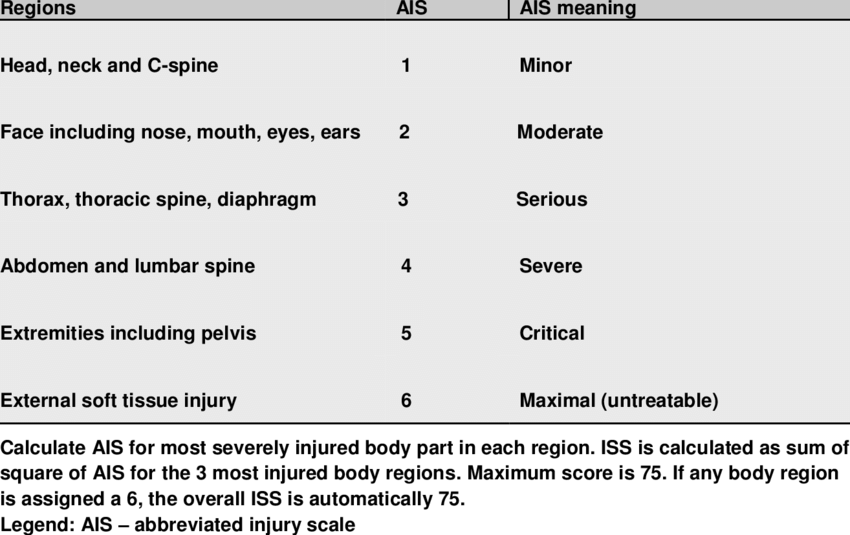 Regions AIS AIS meaning
Head, neck and C-spine 1 Minor
Face including nose, mouth, eyes, ears 2 Moderate
Thorax, thoracic spine, diaphragm 3 Serious
Abdomen and lumbar spine 4 Severe
Extremities including pelvis 5 Critical
External soft tissue injury 6 Maximal (untreatable)
Calculate AIS for most severely injured body part in each region. ISS is calculated as sum of
square of AIS for the 3 most injured body regions. Maximum score is 75. If any body region
is assigned a 6, the overall ISS is automatically 75.
Legend: AIS – abbreviated injury scale